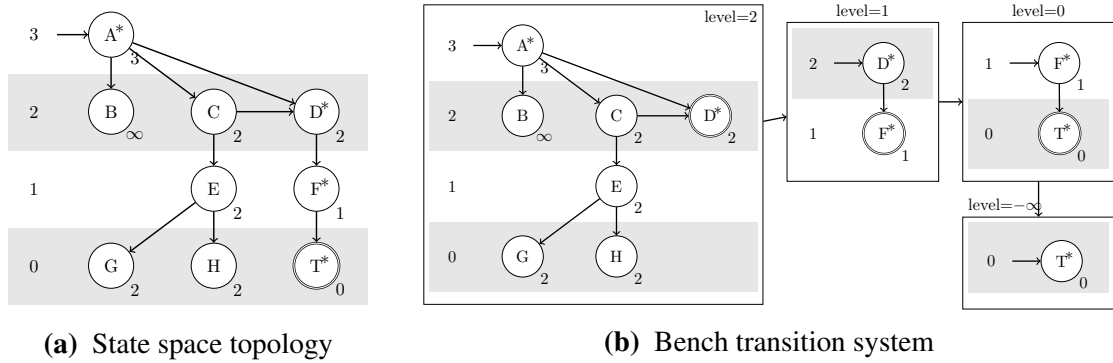 3
A*
3
2
B
∞
C
2
D*
2
1
E
2
F*
1
0
G
2
H
2
T*
0
(a) State space topology
level=2
3
A*
3
2
B
∞
C
2
D*
2
1
E
2
0
G
2
H
2
level=1
2
D*
2
1
F*
1
level=0
1
F*
1
0
T*
0
level=−∞
0
T*
0
(b) Bench transition system